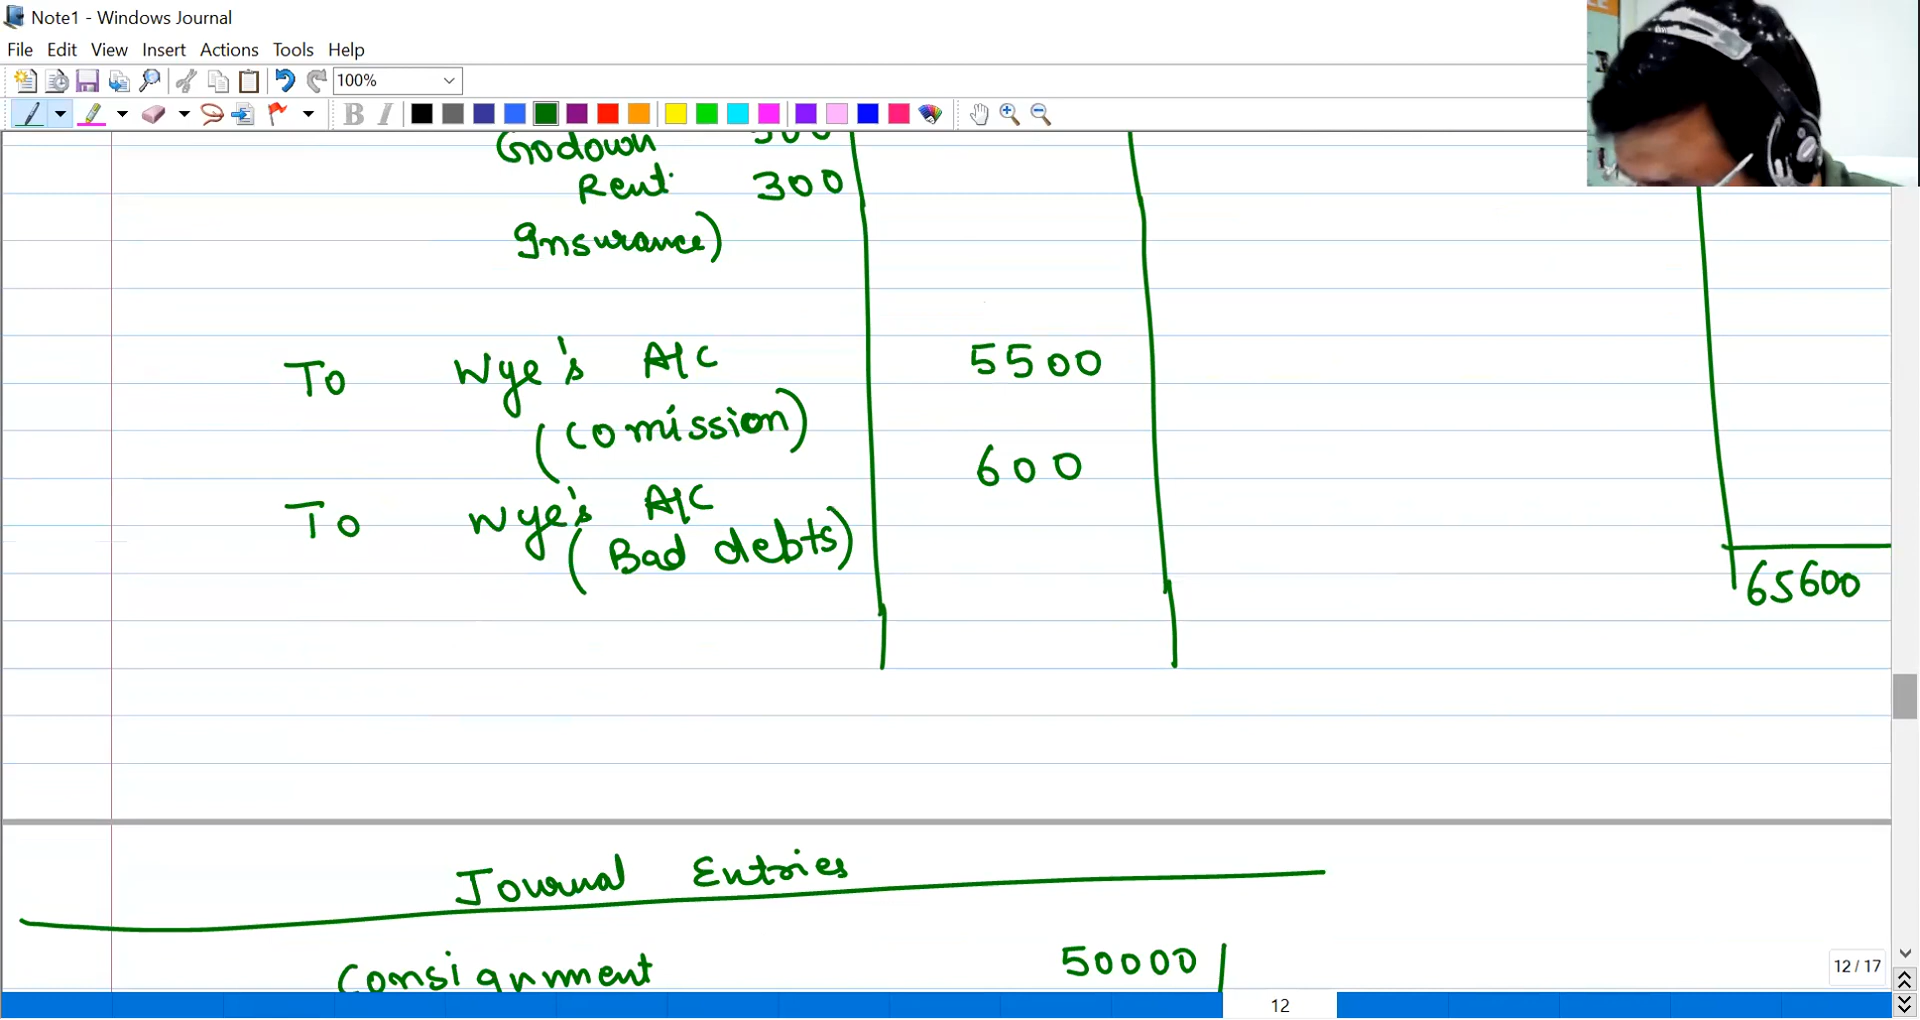 Note1 - Windows Journal
File Edit View Insert Actions Tools Help
100%
B I
Godown 500
Rent 300
Insurance)
To Wye's A/C 5500
(Comission)
600
To Wye's A/C
(Bad debts)
65600
Journal Entries
Consignment 50000
12 / 17
12